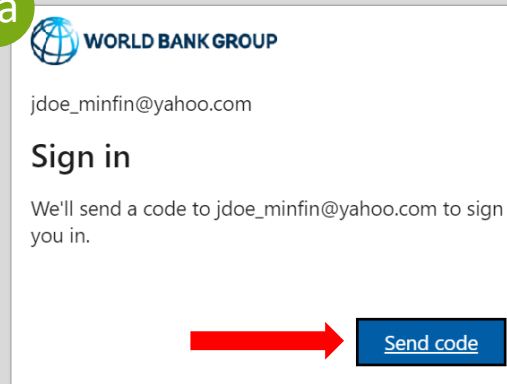 a
WORLD BANK GROUP
jdoe_minfin@yahoo.com
Sign in
We'll send a code to jdoe_minfin@yahoo.com to sign
you in.
Send code